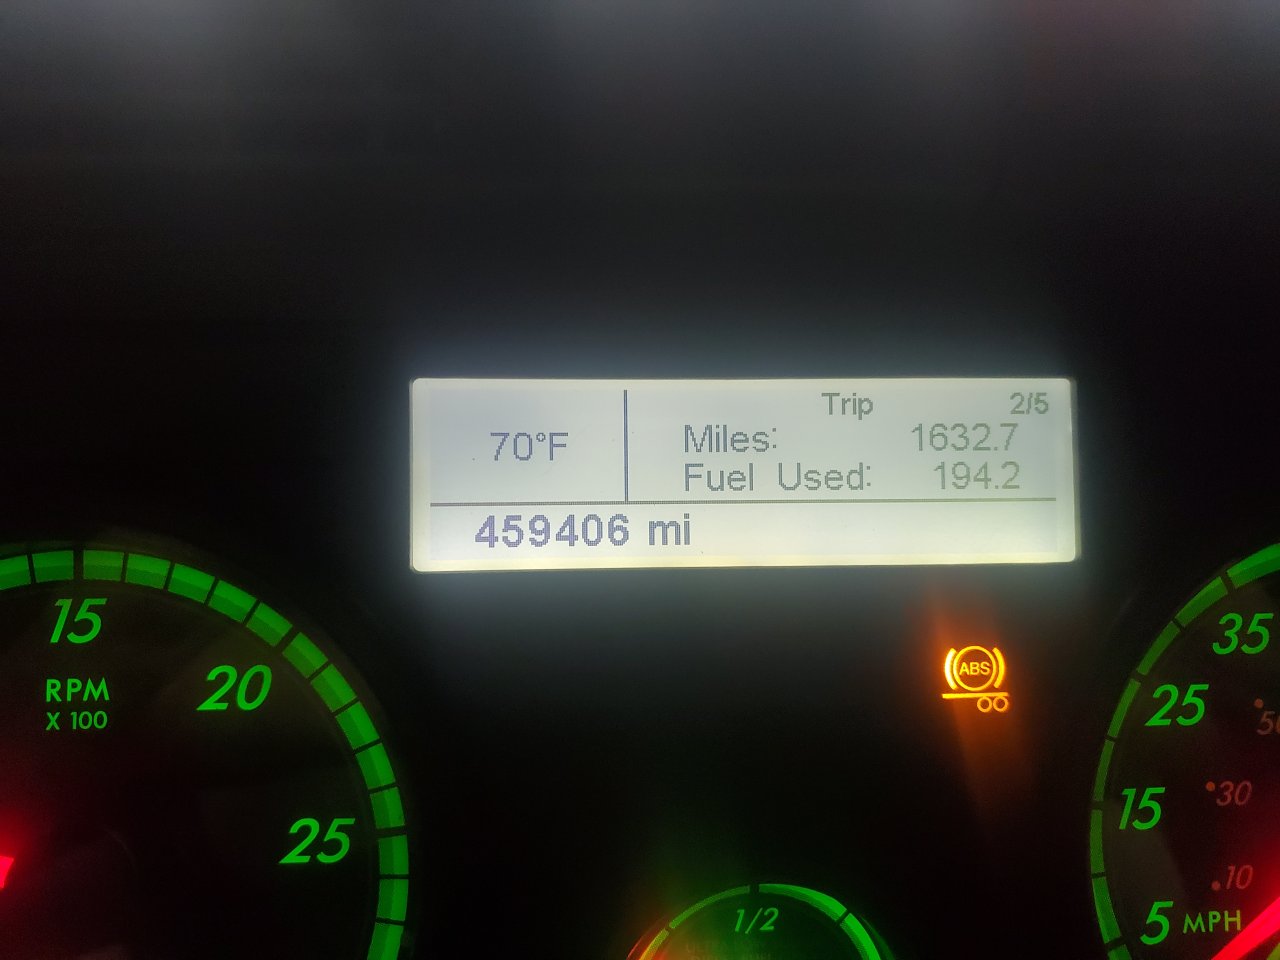 Trip 2/5
70°F
Miles: 1632.7
Fuel Used: 194.2
459406 mi
15
RPM
X 100
20
25
ABS
1/2
35
25
15
30
10
5 MPH